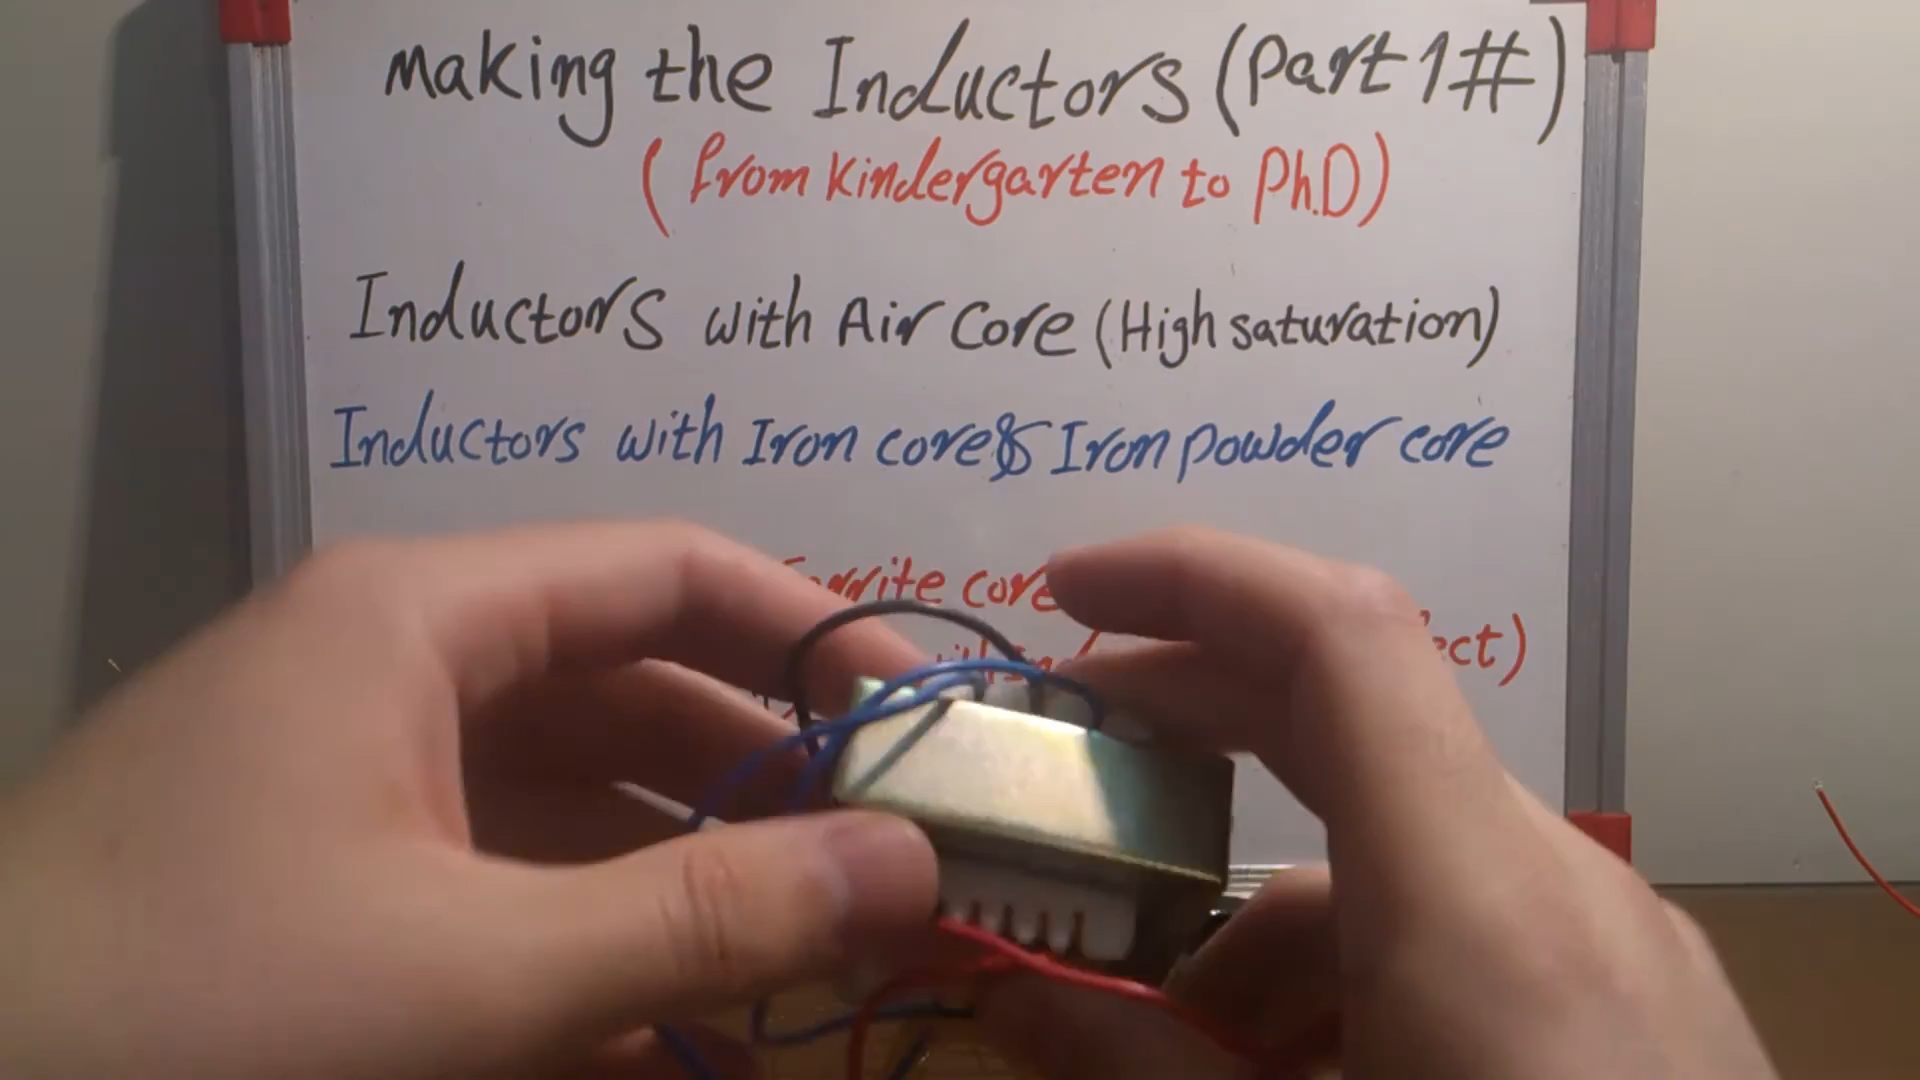 Making the Inductors (Part 1#)
(from Kindergarten to Ph.D)
Inductors with Air Core (High saturation)
Inductors with Iron core & Iron powder core
core